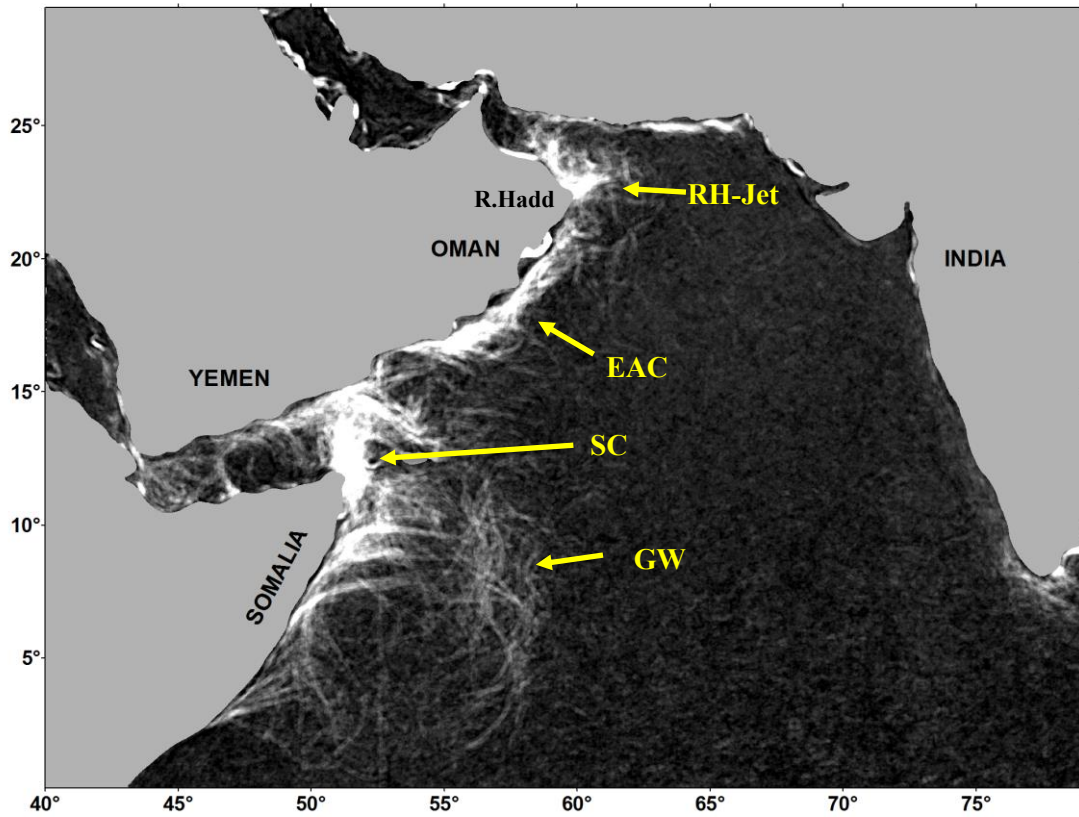 25°
RH-Jet
R.Hadd
OMAN
20°
INDIA
EAC
YEMEN
15°
SC
10°
GW
SOMALIA
5°
40°
45°
50°
55°
60°
65°
70°
75°